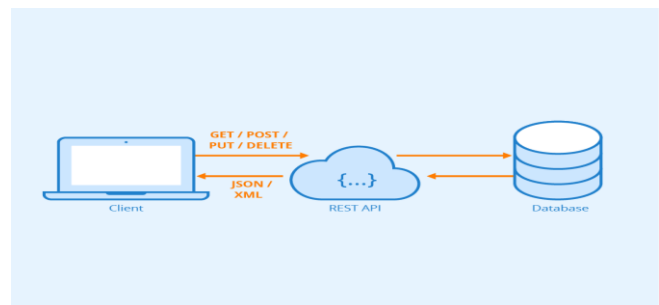 GET / POST /
PUT / DELETE
{...}
JSON /
XML
Client
REST API
Database